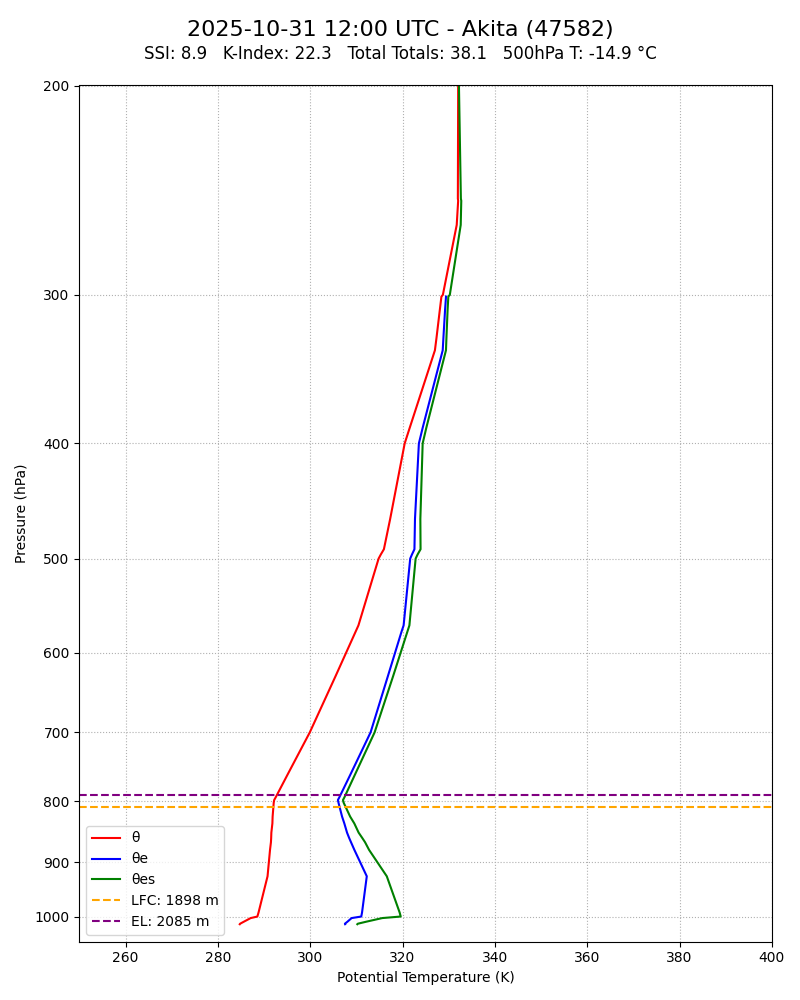 2025-10-31 12:00 UTC - Akita (47582)
SSI: 8.9 K-Index: 22.3 Total Totals: 38.1 500hPa T: -14.9 °C
200
300
400
500
600
700
800
900
1000
Pressure (hPa)
θ
θe
θes
LFC: 1898 m
EL: 2085 m
260 280 300 320 340 360 380 400
Potential Temperature (K)